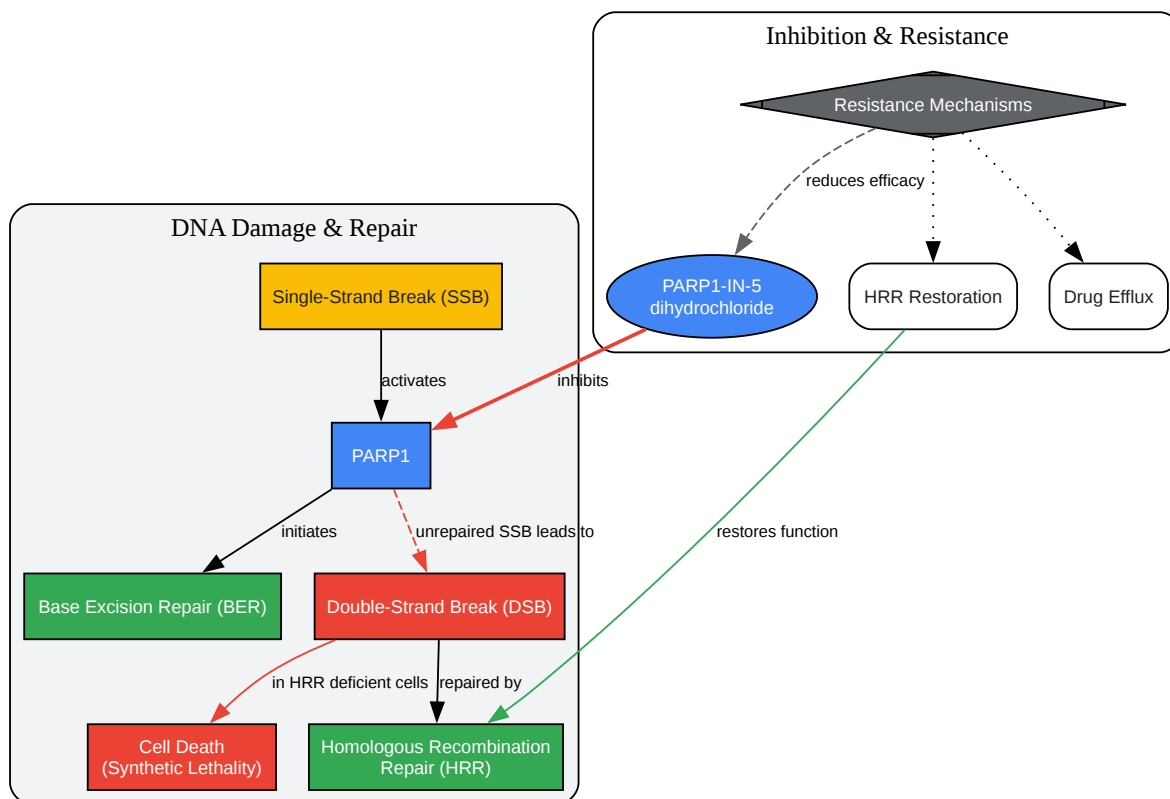 Inhibition & Resistance
Resistance Mechanisms
reduces efficacy
DNA Damage & Repair
Single-Strand Break (SSB)
PARP1-IN-5
dihydrochloride
HRR Restoration
Drug Efflux
activates
inhibits
PARP1
initiates
unrepaired SSB leads to
restores function
Base Excision Repair (BER)
Double-Strand Break (DSB)
in HRR deficient cells
repaired by
Cell Death
(Synthetic Lethality)
Homologous Recombination
Repair (HRR)